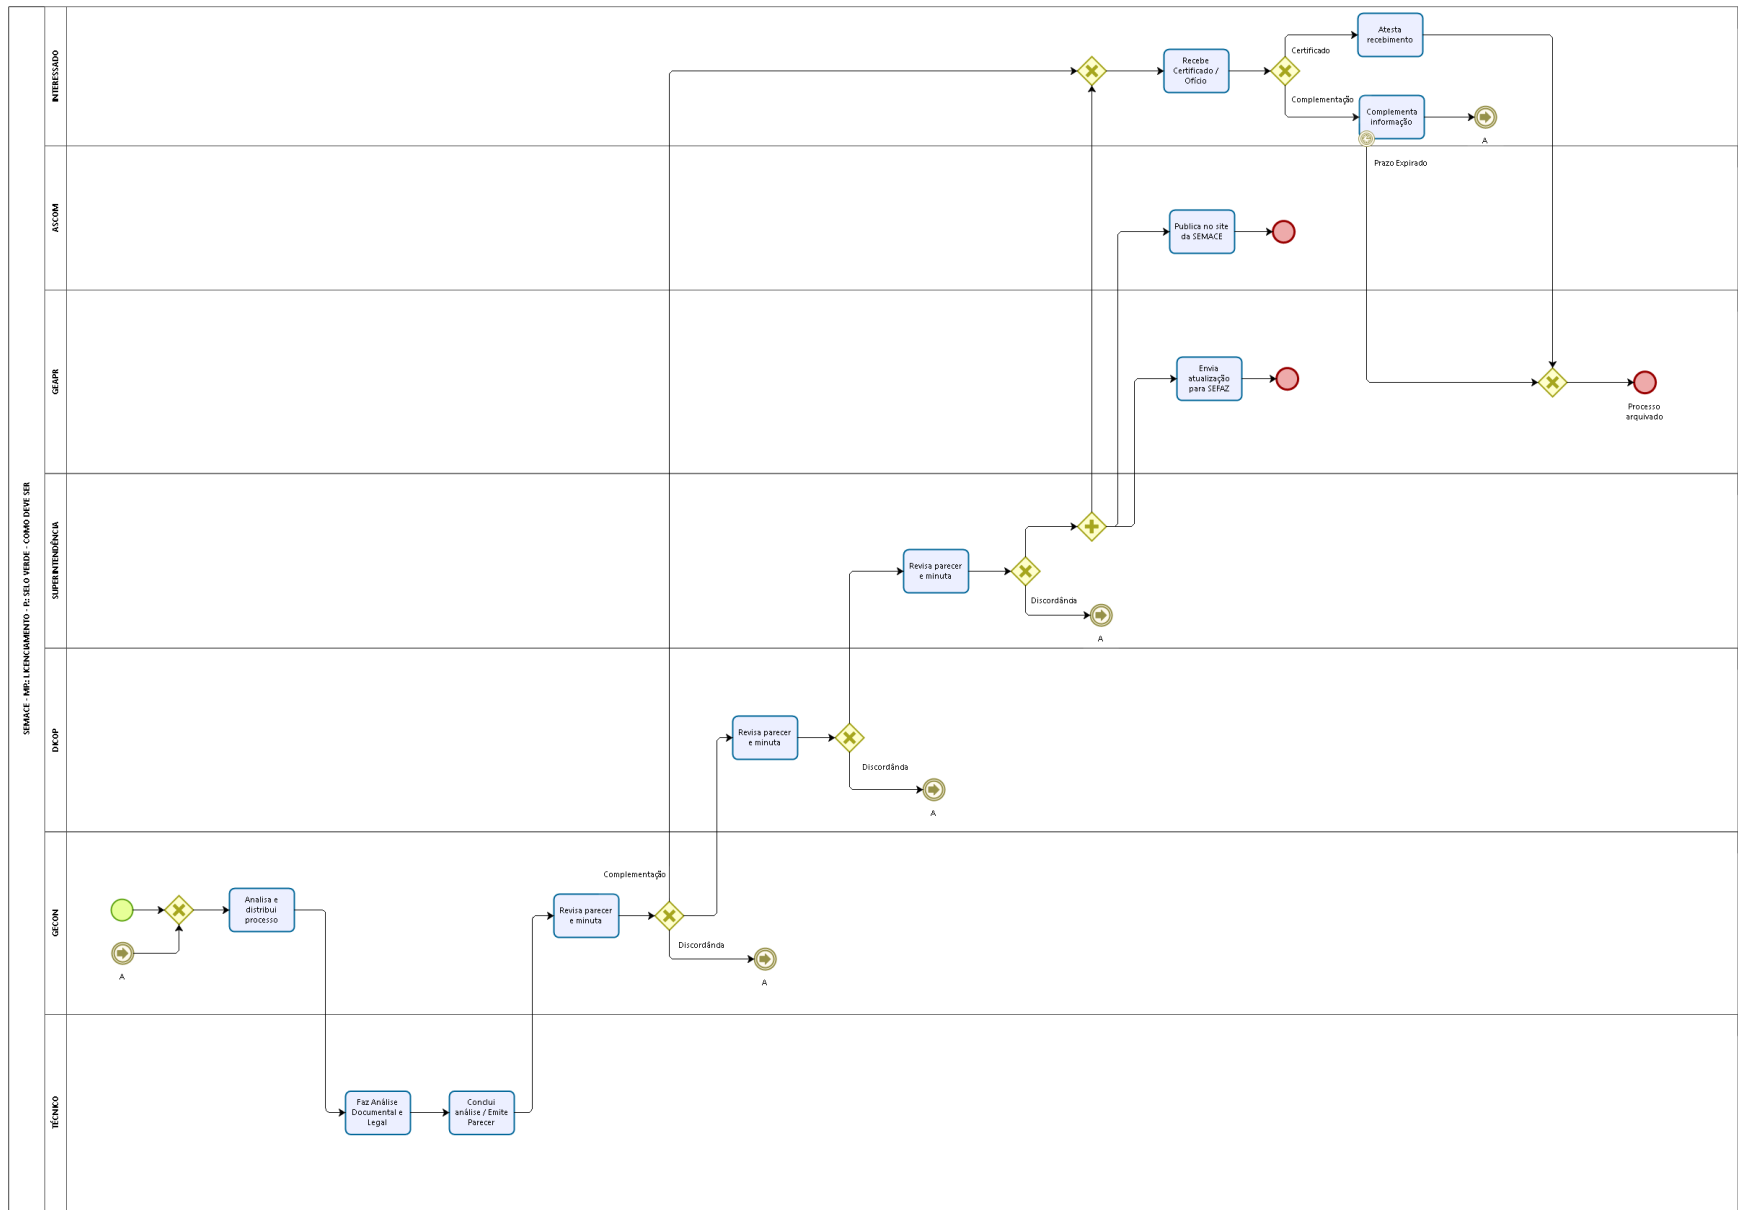 SEMACE - MP.: LICENCIAMENTO - P.: SELO VERDE - COMO DEVE SER
INTERESSADO
Atesta
recebimento
Certificado
Recebe
Certificado /
Ofício
Complementação
Complementa
informação
A
Prazo Expirado
ASCOM
Publica no site
da SEMACE
GEAPR
Envia
atualização
para SEFAZ
Processo
arquivado
SUPERINTENDÊNCIA
Revisa parecer
e minuta
Discordânda
A
DICOP
Revisa parecer
e minuta
Discordânda
A
GECON
Complementação
Analisa e
distribui
processo
Revisa parecer
e minuta
Discordânda
A
A
TÉCNICO
Faz Análise
Documental e
Legal
Conclui
análise / Emite
Parecer